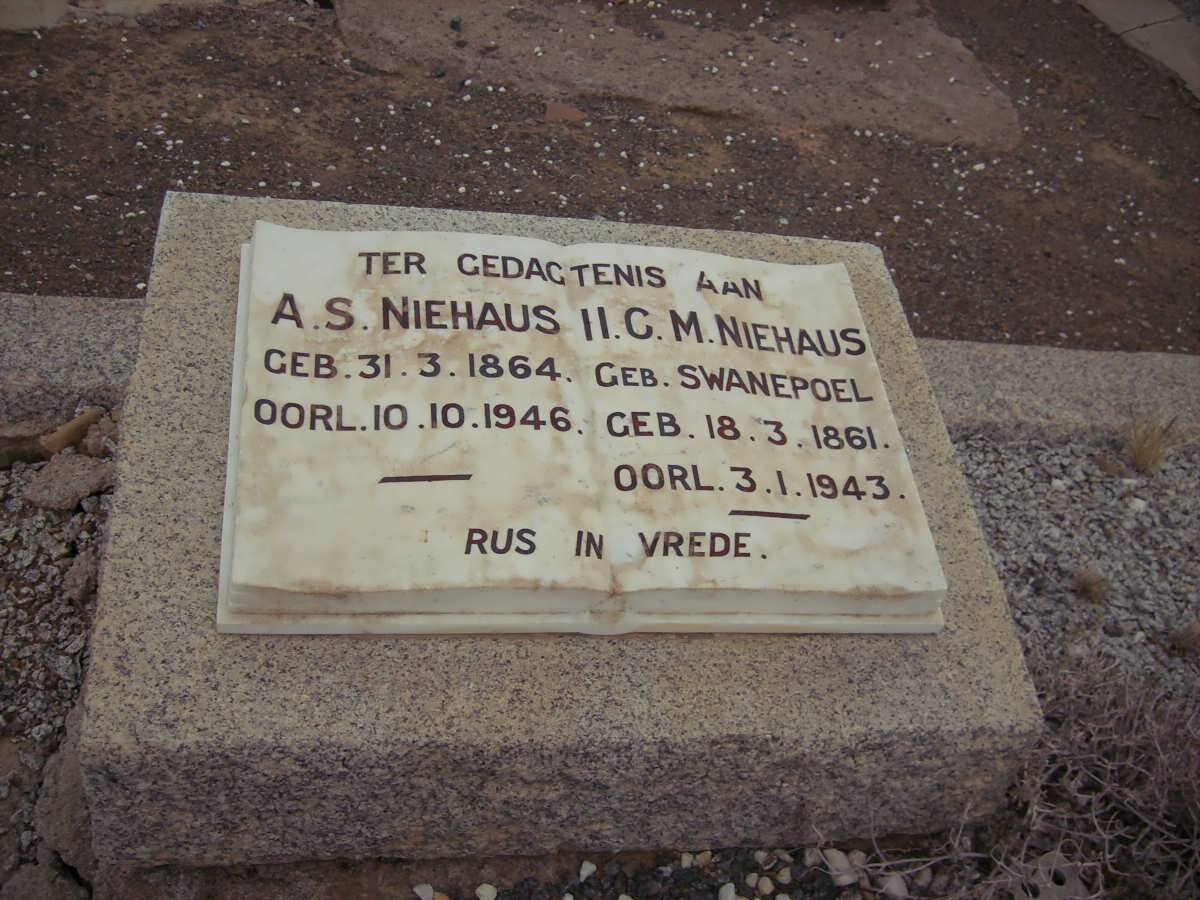 TER GEDAGTENIS AAN
A.S. NIEHAUS
GEB. 31.3.1864.
OORL. 10.10.1946.
H.C.M. NIEHAUS
GEB. SWANEPOEL
GEB. 18.3.1861.
OORL. 3.1.1943.
RUS IN VREDE.